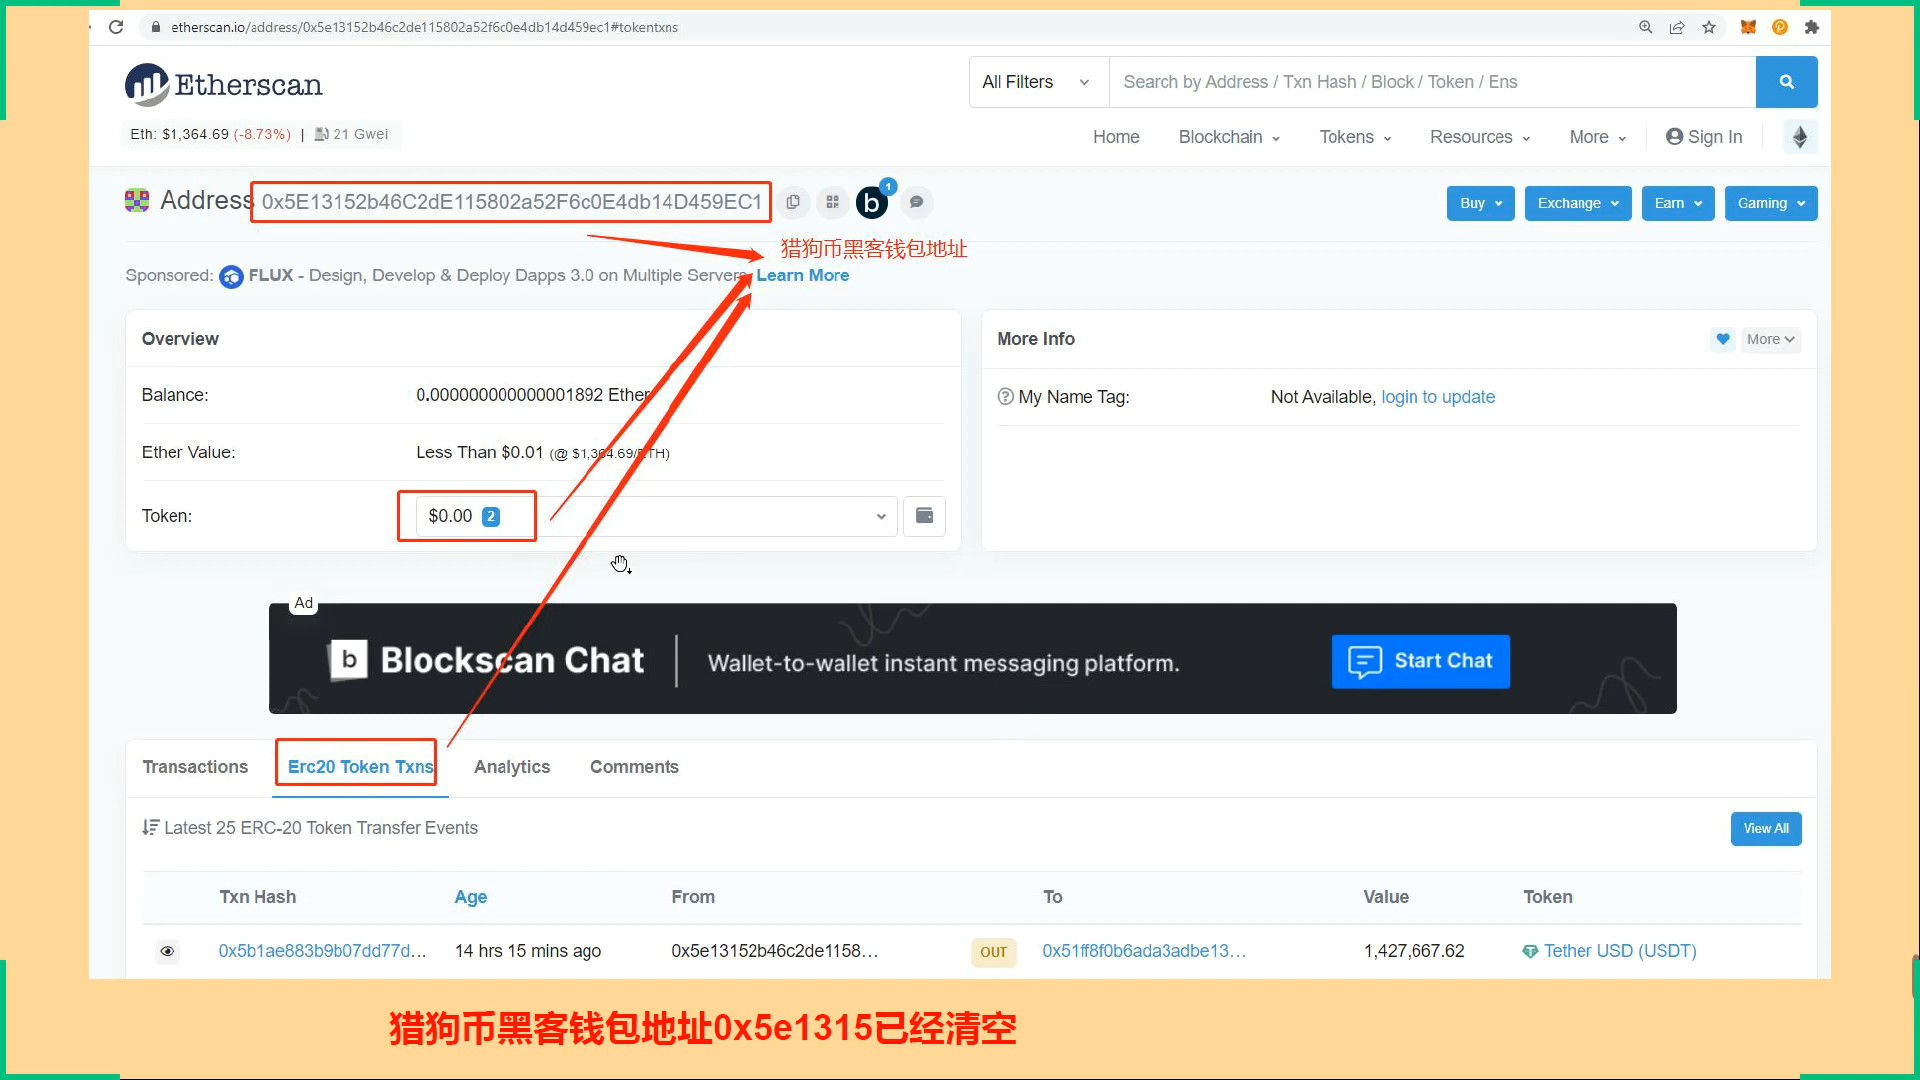 etherscan.io/address/0x5e13152b46c2de115802a52f6c0e4db14d459ec1#tokentxns
Etherscan
All Filters
Search by Address / Txn Hash / Block / Token / Ens
Eth: $1,364.69 (-8.73%) | 21 Gwei
Home Blockchain Tokens Resources More Sign In
Address 0x5E13152b46C2dE115802a52F6c0E4db14D459EC1
b 1
Buy Exchange Earn Gaming
猎狗币黑客钱包地址
Sponsored: FLUX - Design, Develop & Deploy Dapps 3.0 on Multiple Servers. Learn More
Overview
More Info
More
Balance: 0.000000000000001892 Ether
My Name Tag: Not Available, login to update
Ether Value: Less Than $0.01 (@ $1,364.69/ETH)
Token: $0.00 2
Ad
b Blockscan Chat
Wallet-to-wallet instant messaging platform.
Start Chat
Transactions Erc20 Token Txns Analytics Comments
Latest 25 ERC-20 Token Transfer Events
View All
Txn Hash Age From To Value Token
0x5b1ae883b9b07dd77d... 14 hrs 15 mins ago 0x5e13152b46c2de1158... OUT 0x51ff8f0b6ada3adbe13... 1,427,667.62 Tether USD (USDT)
猎狗币黑客钱包地址0x5e1315已经清空